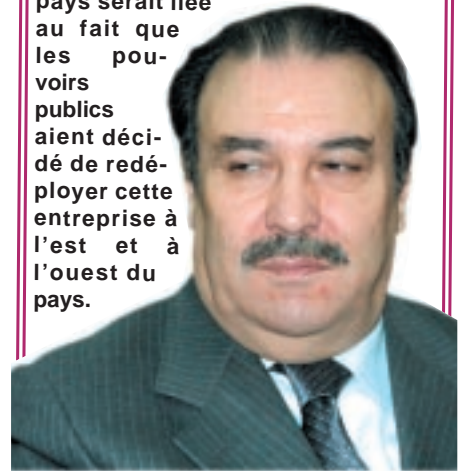 pays serait liée
au fait que
les pou-
voirs
publics
aient déci-
dé de redé-
ployer cette
entreprise à
l'est et à
l'ouest du
pays.